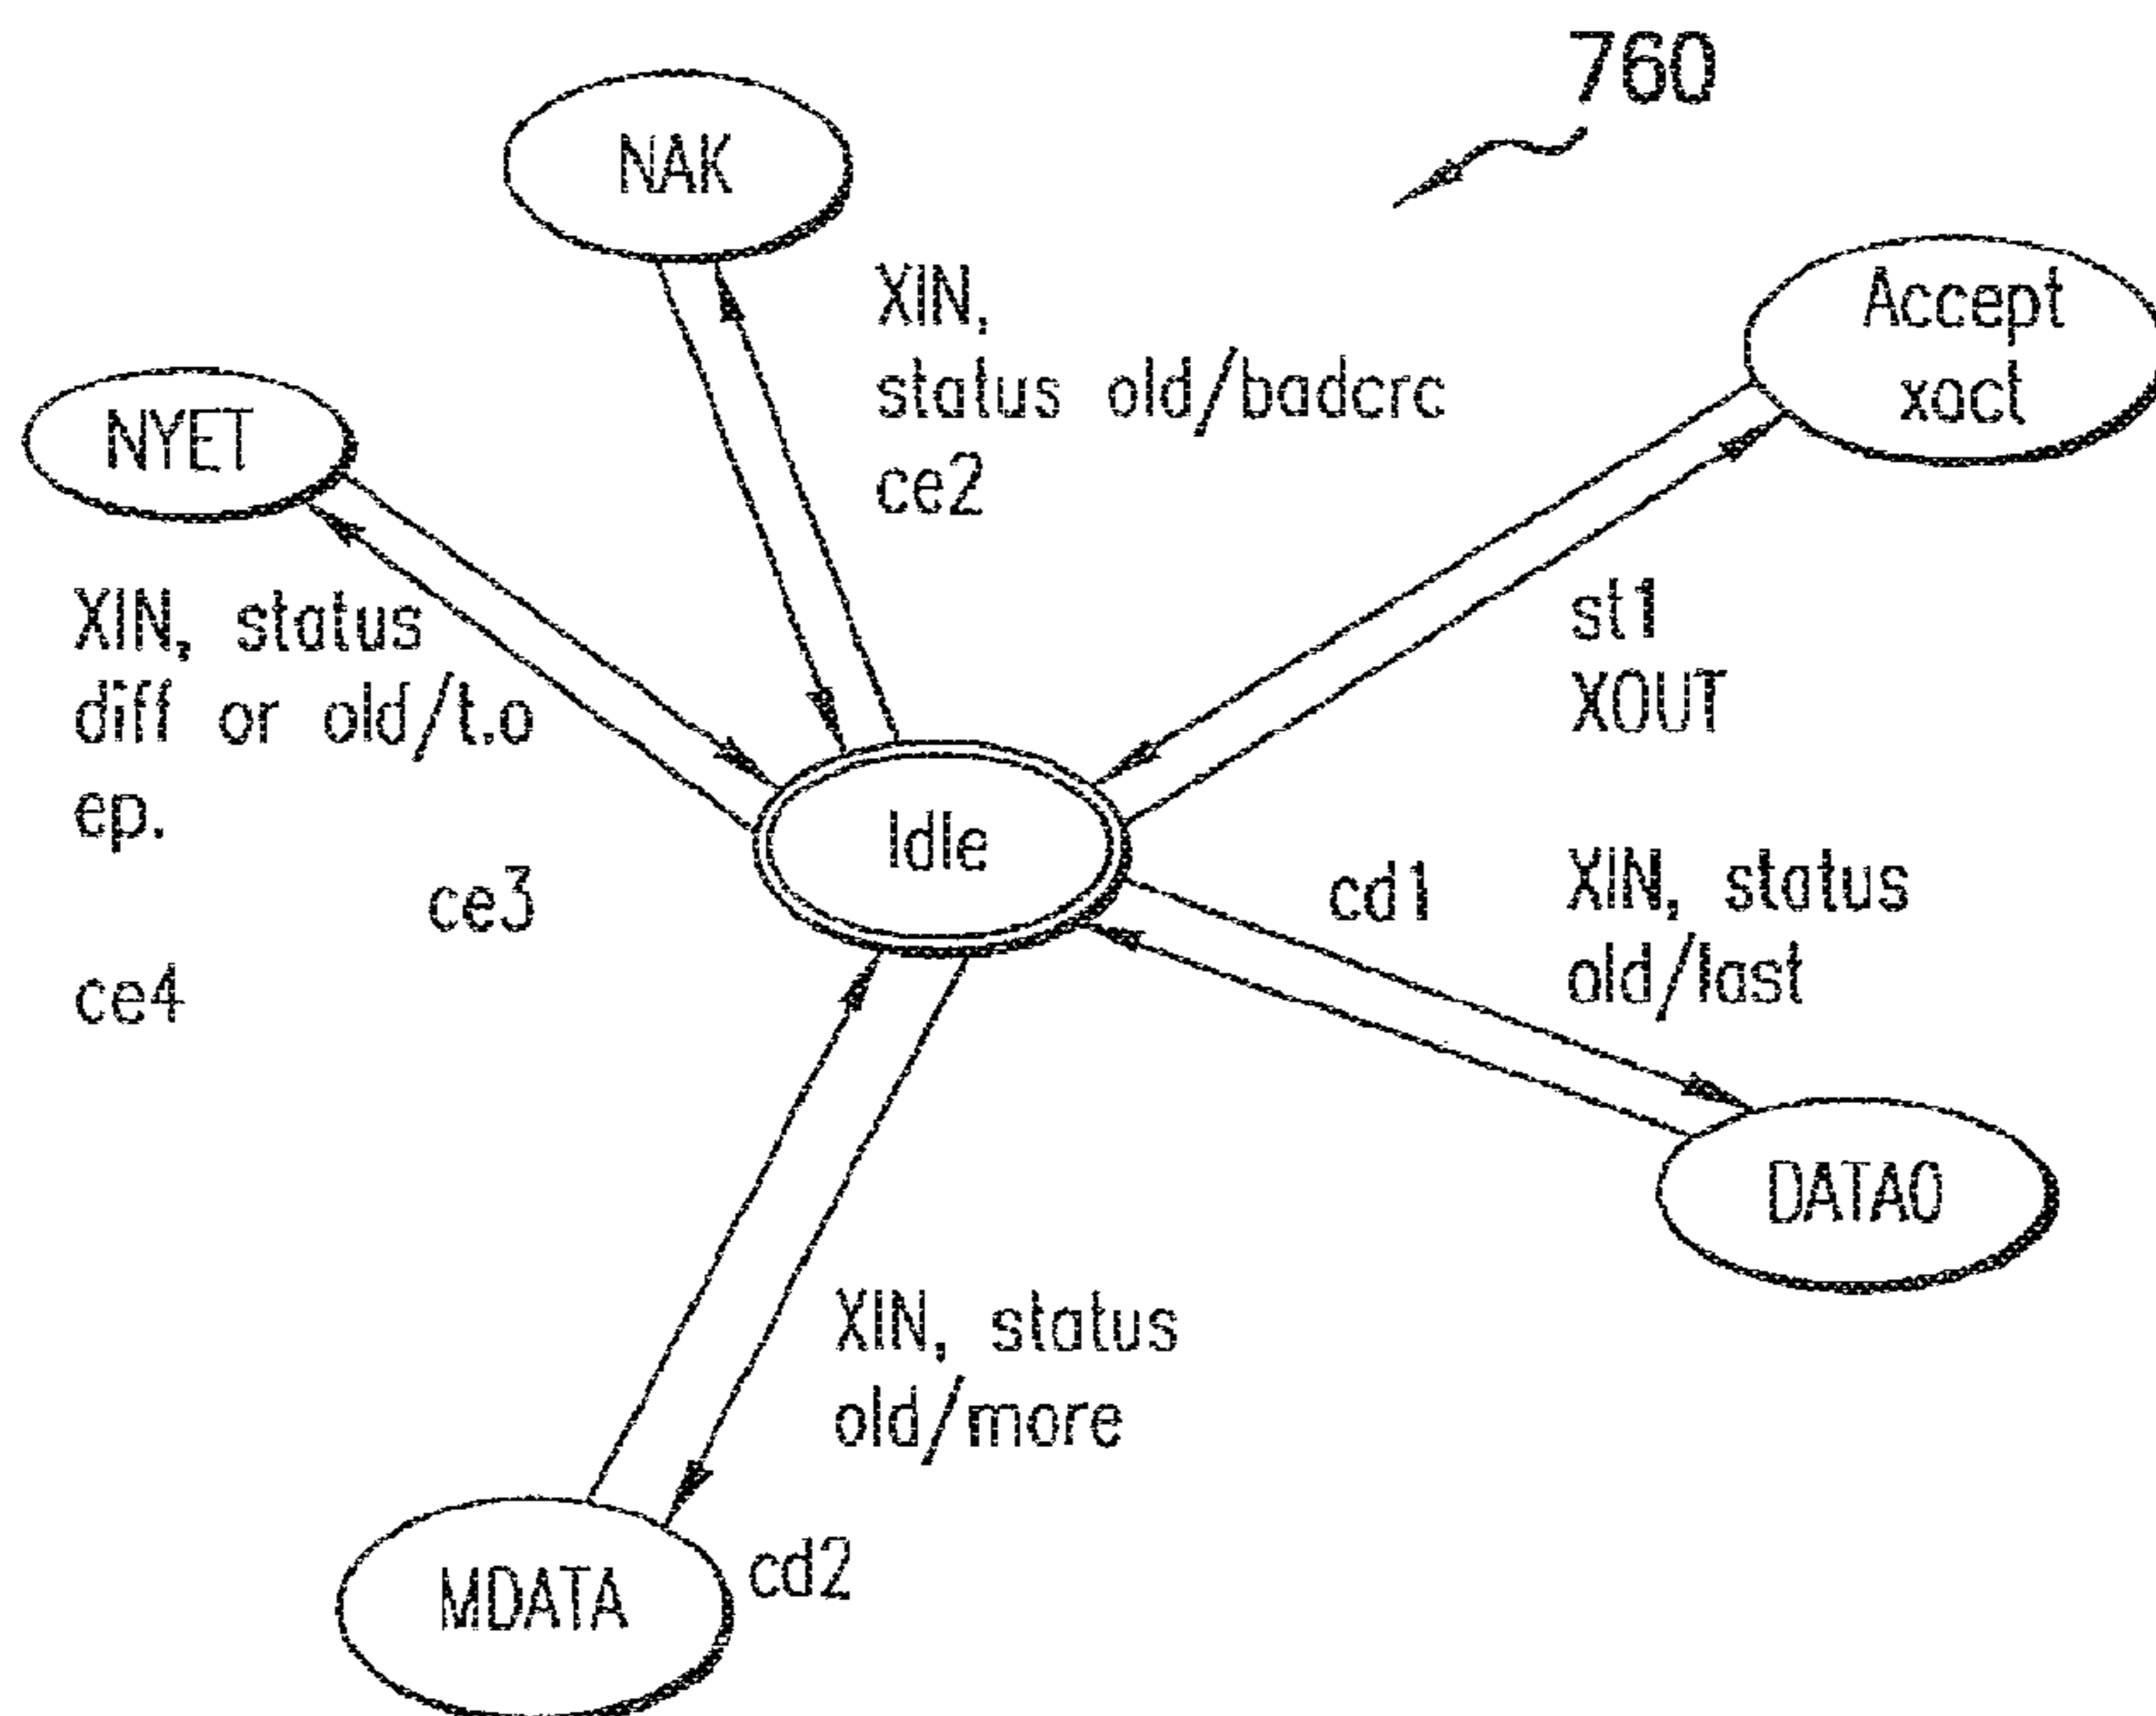 760
NAK
Accept
xact
XIN,
status old/badcrc
ce2
NYET
XIN, status
diff or old/t.o
ep.
ce3
ce4
st1
XOUT
Idle
cd1
XIN, status
old/last
DATA0
XIN, status
old/more
MDATA
cd2